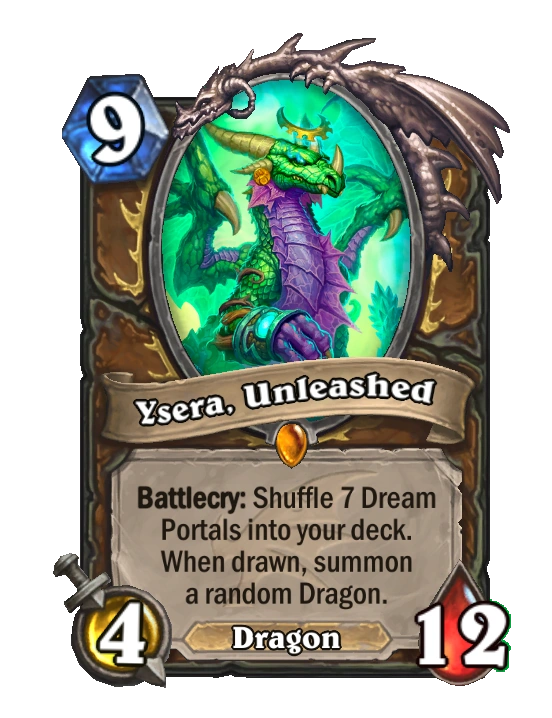 9
Ysera, Unleashed
Battlecry: Shuffle 7 Dream
Portals into your deck.
When drawn, summon
a random Dragon.
4
Dragon
12